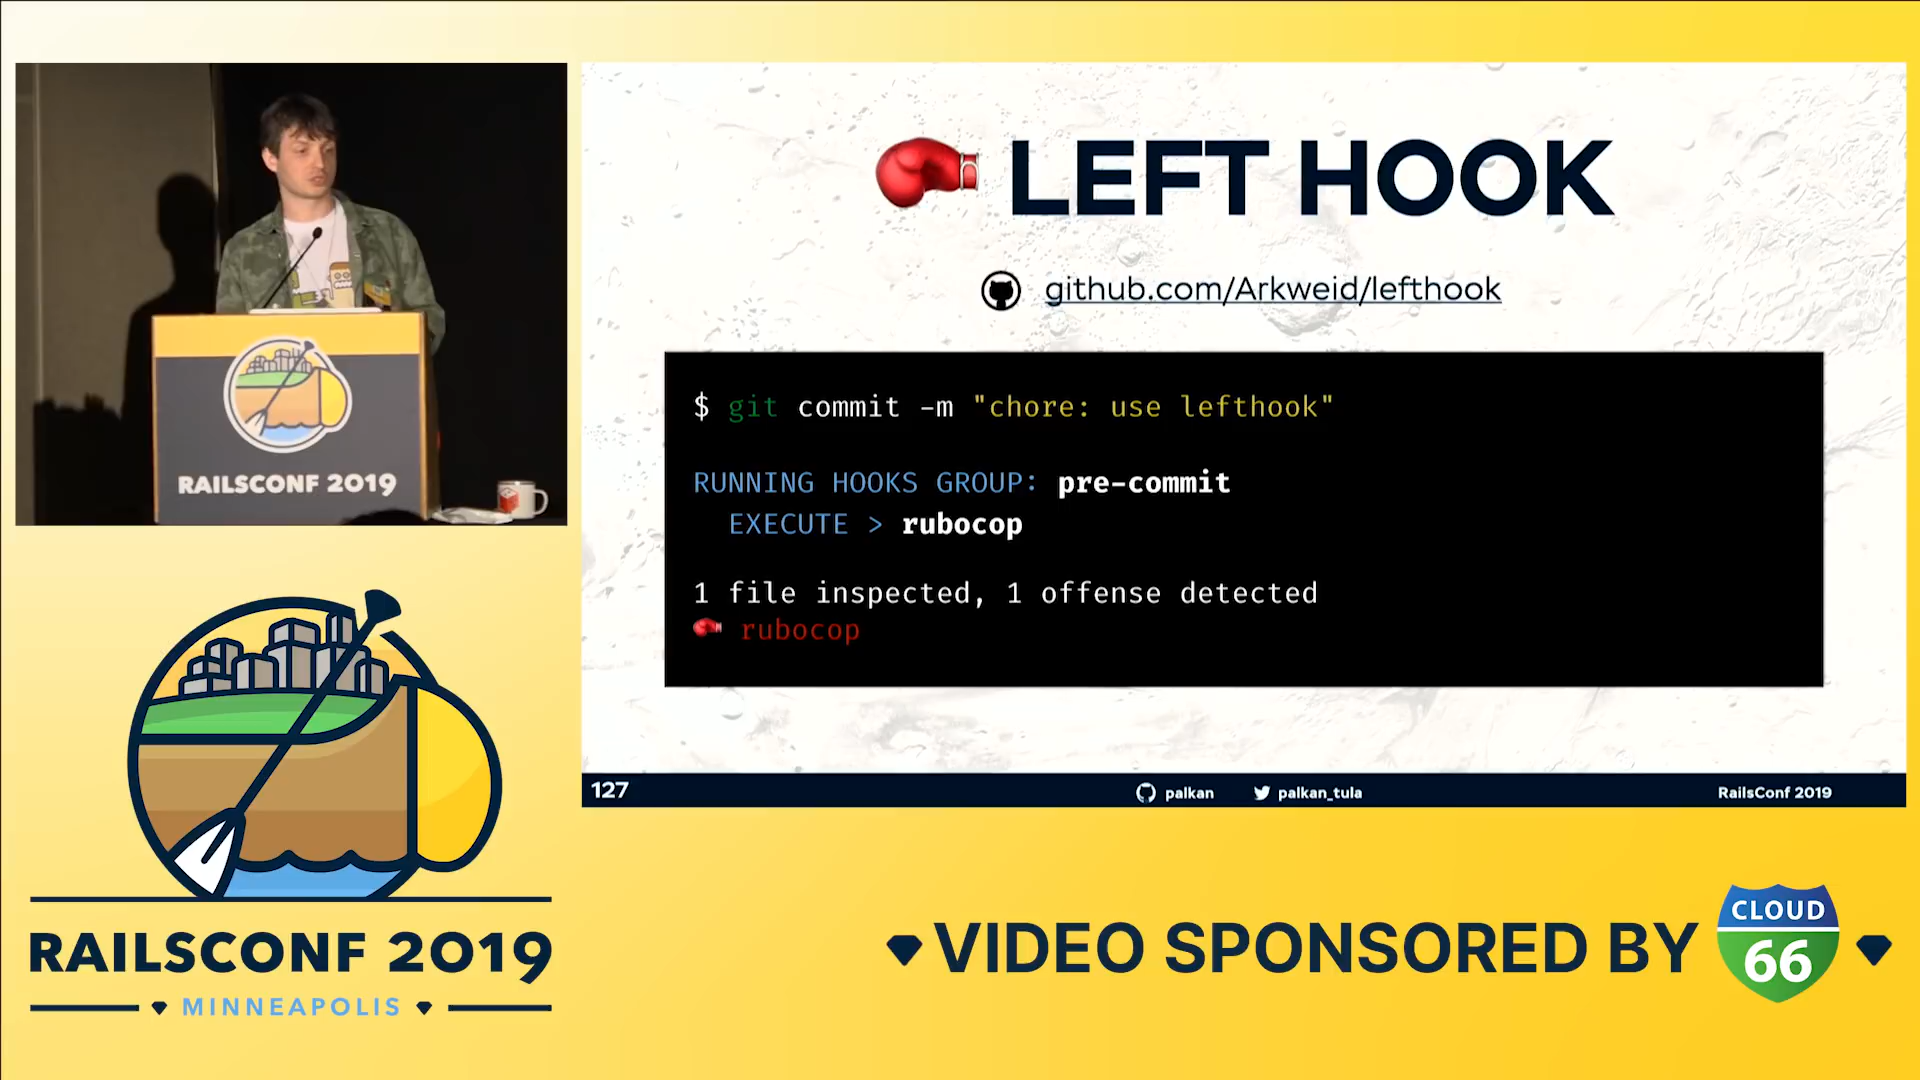 RAILSCONF 2019
LEFT HOOK
github.com/Arkweid/lefthook
$ git commit -m "chore: use lefthook"
RUNNING HOOKS GROUP: pre-commit
EXECUTE > rubocop
1 file inspected, 1 offense detected
rubocop
127
palkan
palkan_tula
RailsConf 2019
RAILSCONF 2019
MINNEAPOLIS
VIDEO SPONSORED BY
CLOUD
66